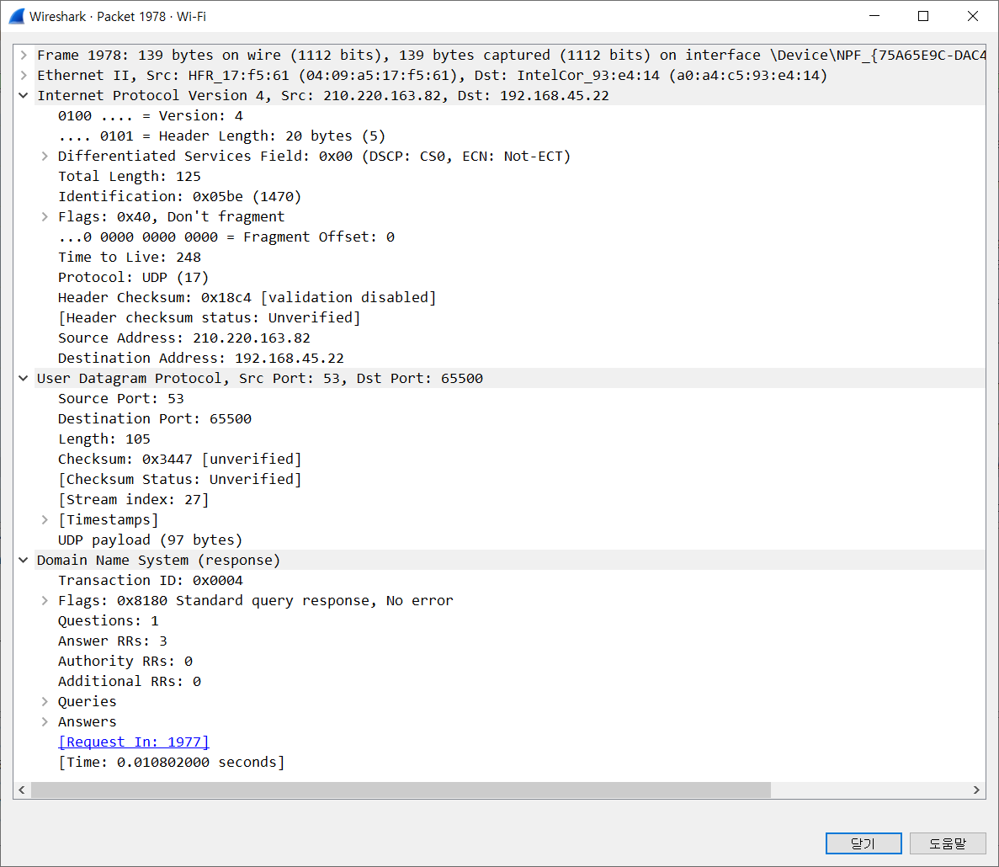 Wireshark · Packet 1978 · Wi-Fi
Frame 1978: 139 bytes on wire (1112 bits), 139 bytes captured (1112 bits) on interface \Device\NPF_{75A65E9C-DAC4
Ethernet II, Src: HFR_17:f5:61 (04:09:a5:17:f5:61), Dst: IntelCor_93:e4:14 (a0:a4:c5:93:e4:14)
Internet Protocol Version 4, Src: 210.220.163.82, Dst: 192.168.45.22
0100 .... = Version: 4
.... 0101 = Header Length: 20 bytes (5)
Differentiated Services Field: 0x00 (DSCP: CS0, ECN: Not-ECT)
Total Length: 125
Identification: 0x05be (1470)
Flags: 0x40, Don't fragment
...0 0000 0000 0000 = Fragment Offset: 0
Time to Live: 248
Protocol: UDP (17)
Header Checksum: 0x18c4 [validation disabled]
[Header checksum status: Unverified]
Source Address: 210.220.163.82
Destination Address: 192.168.45.22
User Datagram Protocol, Src Port: 53, Dst Port: 65500
Source Port: 53
Destination Port: 65500
Length: 105
Checksum: 0x3447 [unverified]
[Checksum Status: Unverified]
[Stream index: 27]
[Timestamps]
UDP payload (97 bytes)
Domain Name System (response)
Transaction ID: 0x0004
Flags: 0x8180 Standard query response, No error
Questions: 1
Answer RRs: 3
Authority RRs: 0
Additional RRs: 0
Queries
Answers
[Request In: 1977]
[Time: 0.010802000 seconds]
닫기 도움말